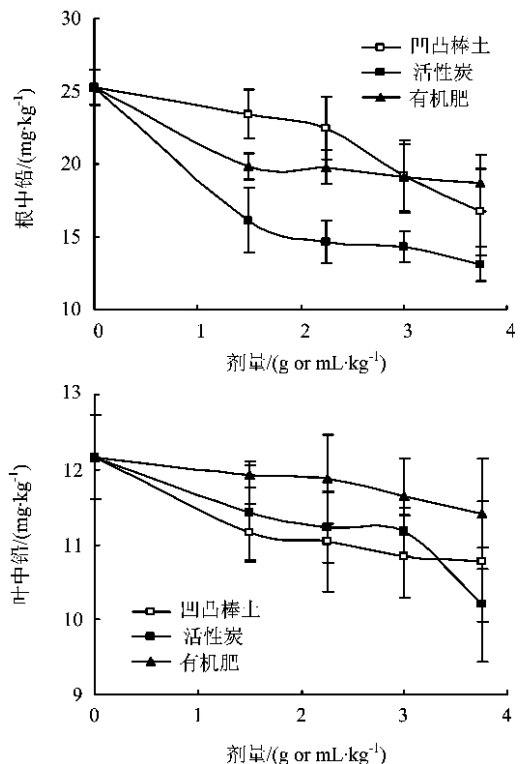 30
25
20
15
10
根中铅/(mg·kg⁻¹)
凹凸棒土
活性炭
有机肥
0 1 2 3 4
剂量/(g or mL·kg⁻¹)
13
12
11
10
9
叶中铅/(mg·kg⁻¹)
凹凸棒土
活性炭
有机肥
0 1 2 3 4
剂量/(g or mL·kg⁻¹)